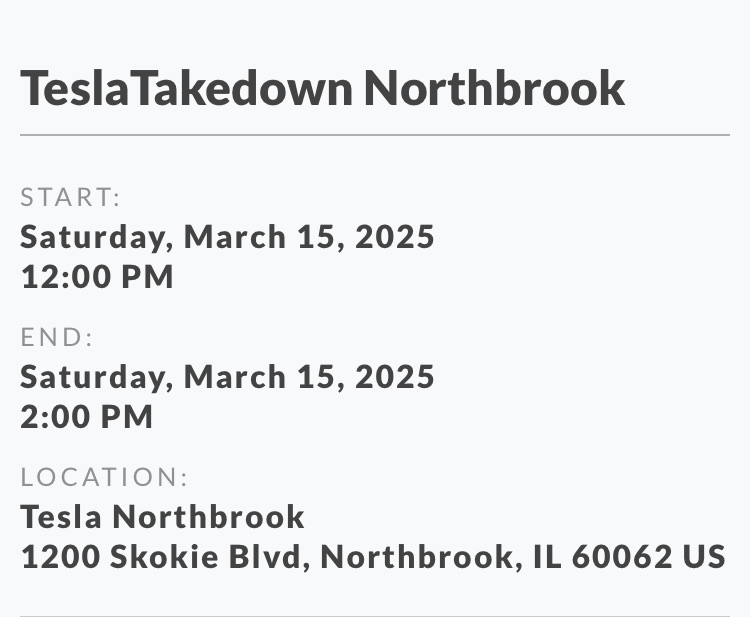 TeslaTakedown Northbrook
START:
Saturday, March 15, 2025
12:00 PM
END:
Saturday, March 15, 2025
2:00 PM
LOCATION:
Tesla Northbrook
1200 Skokie Blvd, Northbrook, IL 60062 US